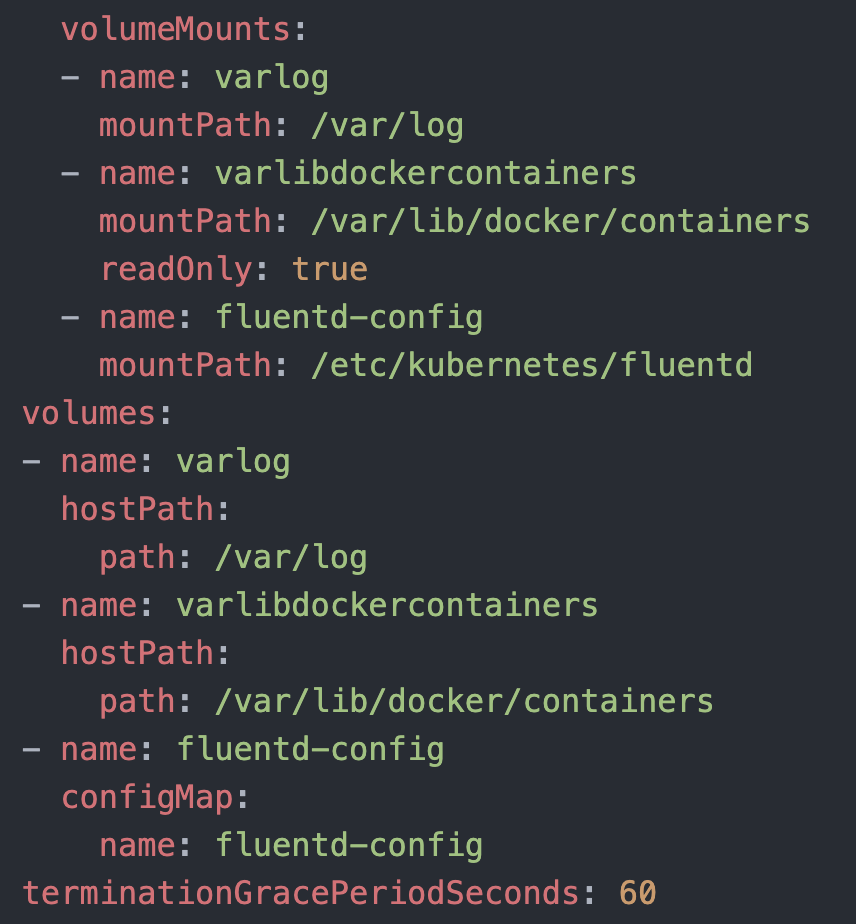 volumeMounts:
- name: varlog
  mountPath: /var/log
- name: varlibdockercontainers
  mountPath: /var/lib/docker/containers
  readOnly: true
- name: fluentd-config
  mountPath: /etc/kubernetes/fluentd
volumes:
- name: varlog
  hostPath:
    path: /var/log
- name: varlibdockercontainers
  hostPath:
    path: /var/lib/docker/containers
- name: fluentd-config
  configMap:
    name: fluentd-config
terminationGracePeriodSeconds: 60